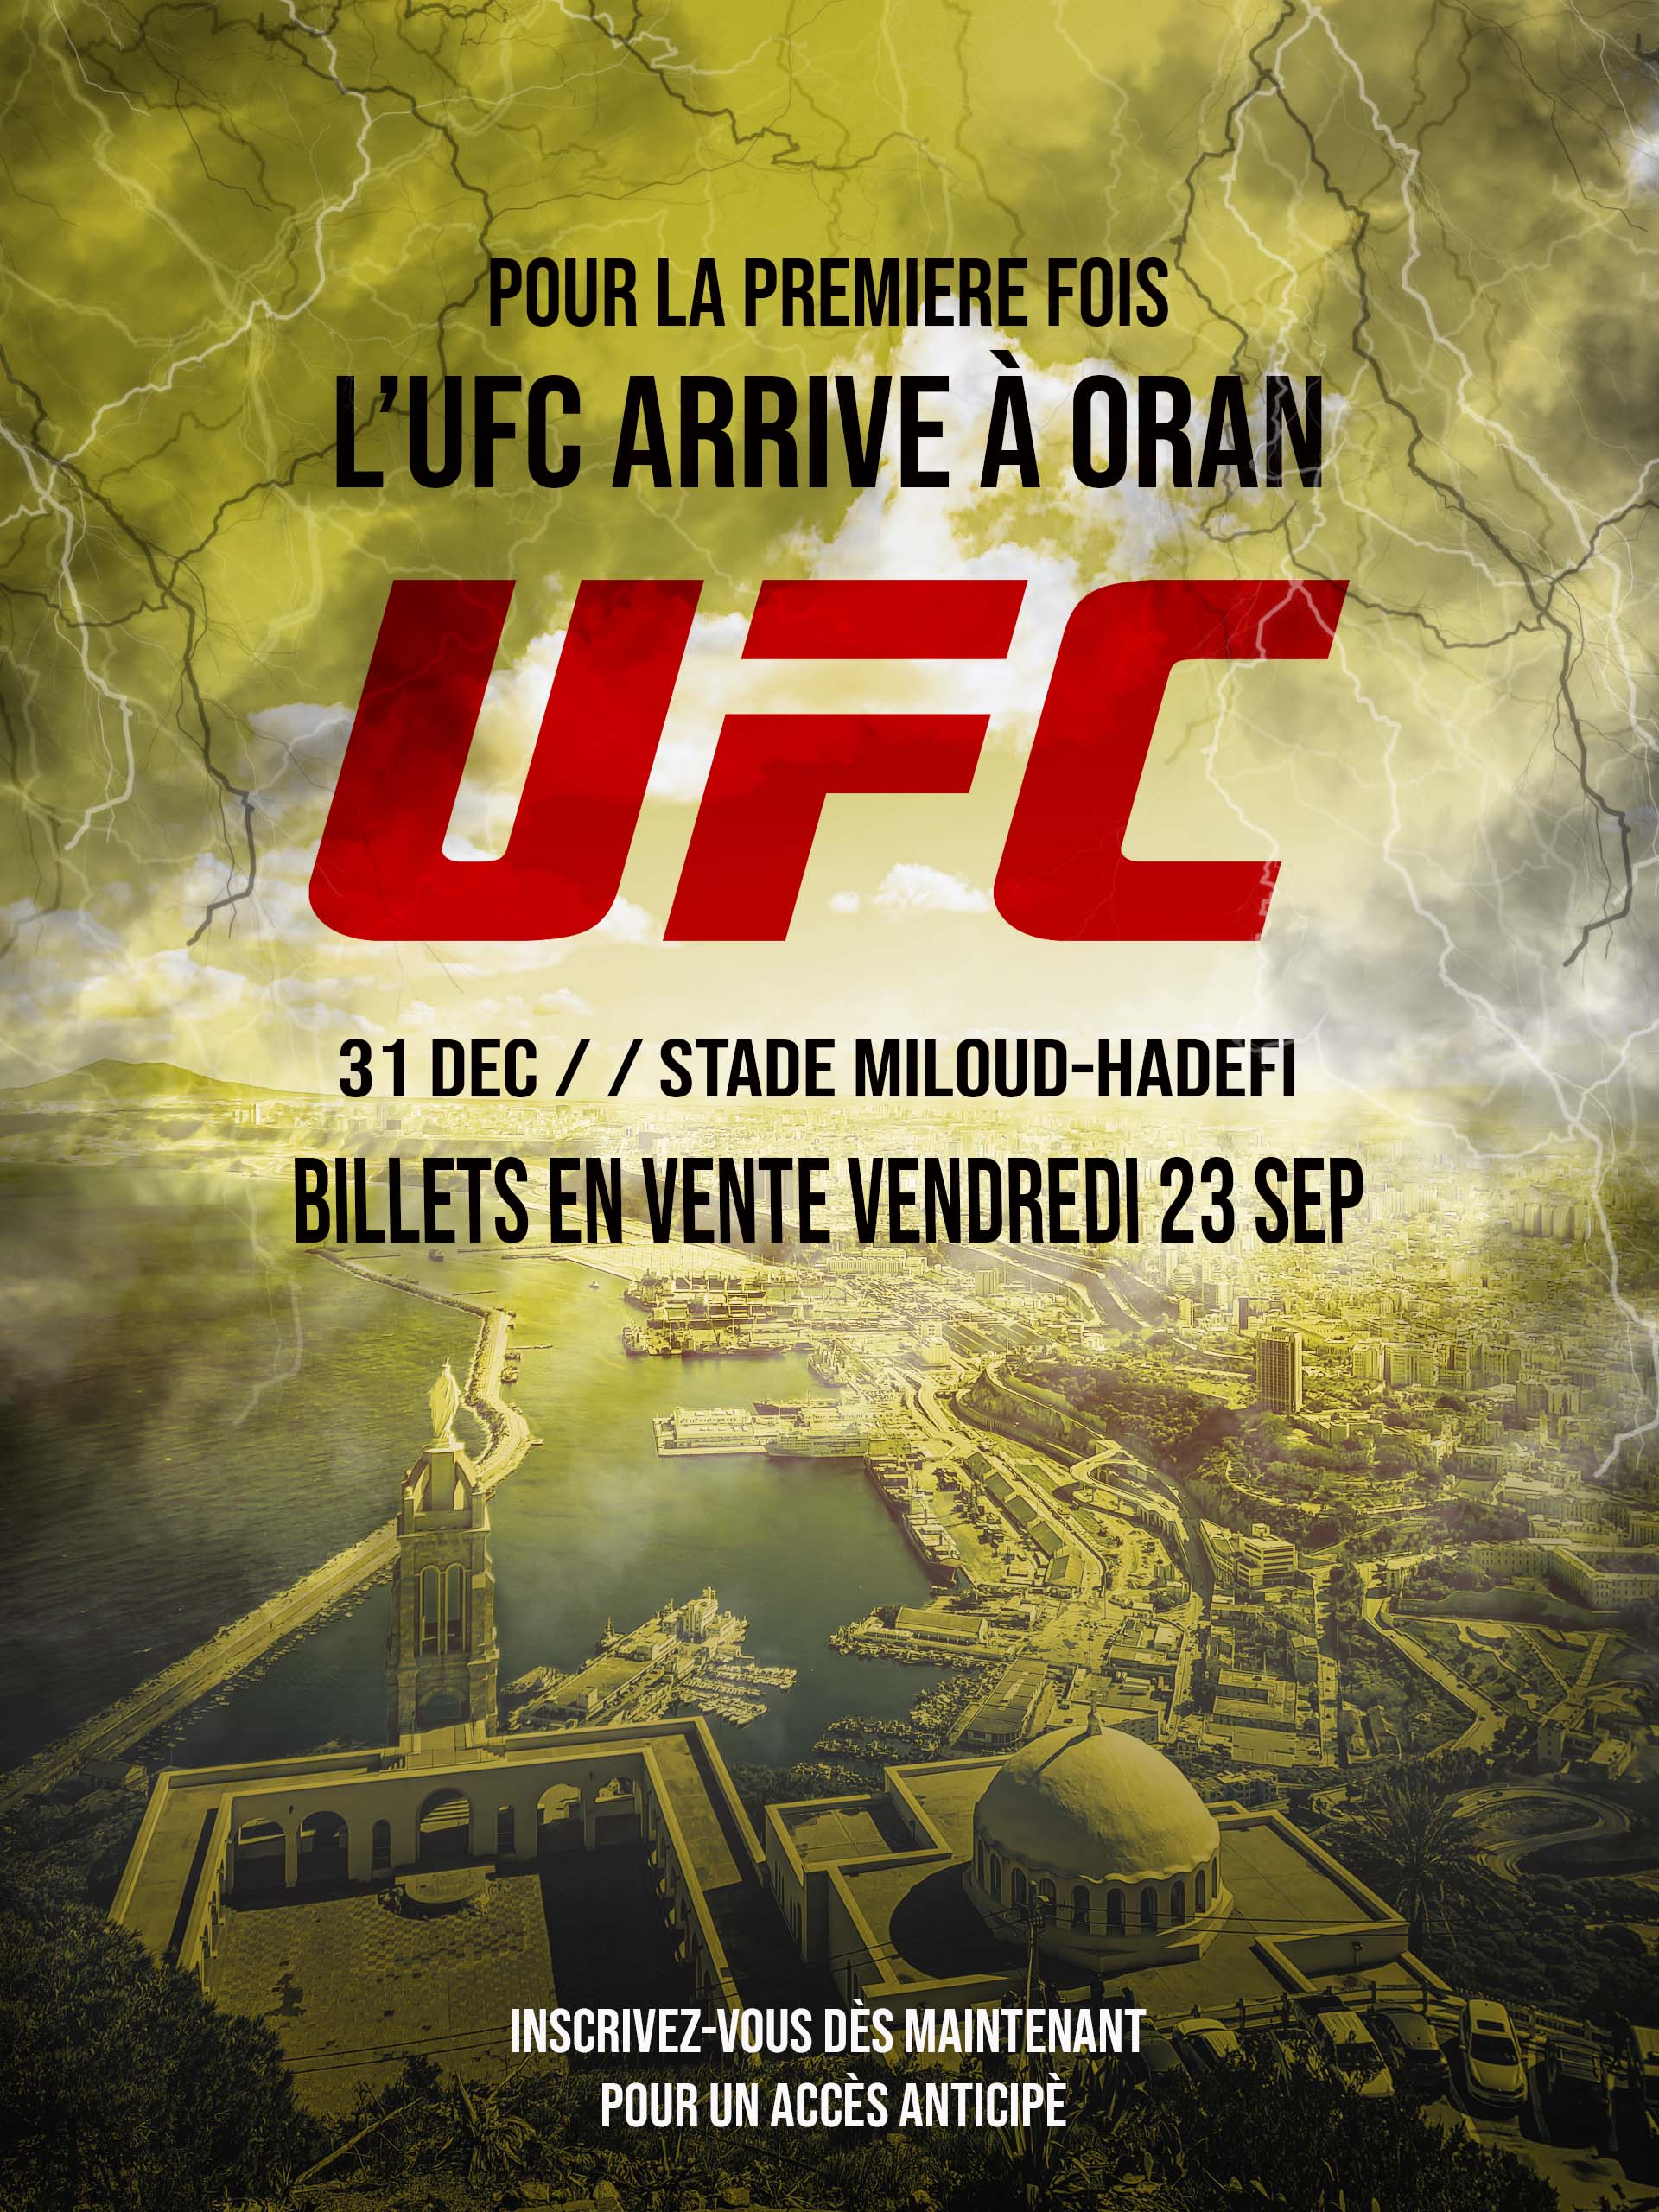 POUR LA PREMIERE FOIS
L'UFC ARRIVE À ORAN
UFC
31 DEC / / STADE MILOUD-HADEFI
BILLETS EN VENTE VENDREDI 23 SEP
INSCRIVEZ-VOUS DÈS MAINTENANT
POUR UN ACCÈS ANTICIPÈ